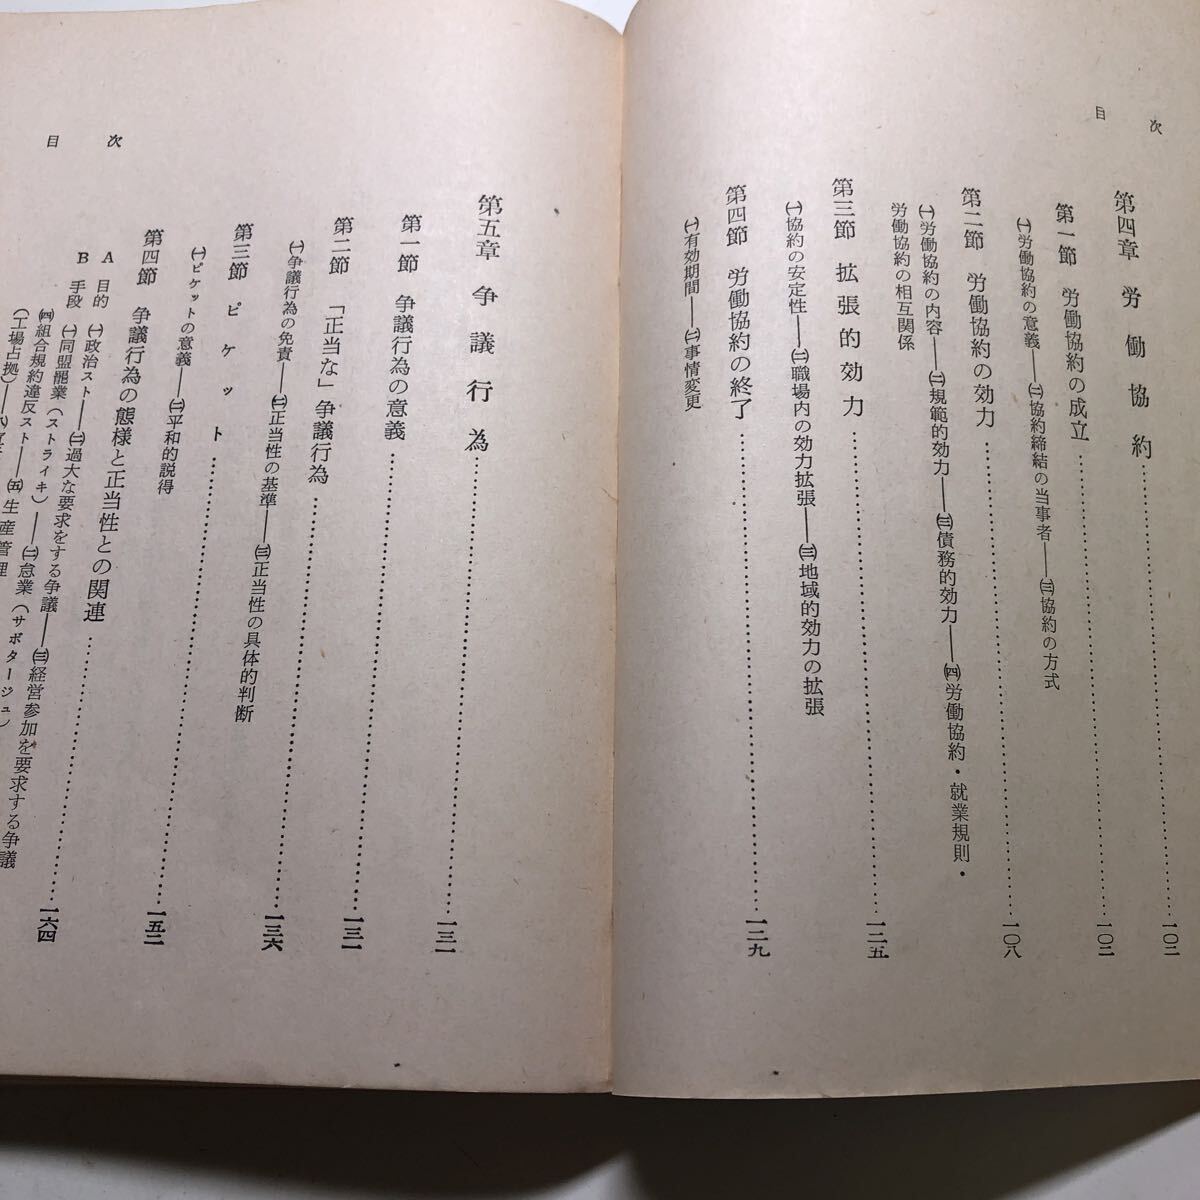 目次
第四章 労働協約……一〇二
第一節 労働協約の成立……一〇二
㈠労働協約の意義――㈡協約締結の当事者――㈢協約の方式
第二節 労働協約の効力……一〇八
㈠労働協約の内容――㈡規範的効力――㈢債務的効力――㈣労働協約・就業規則・
労働協約の相互関係
第三節 拡張的効力……一二五
㈠協約の安定性――㈡職場内の効力拡張――㈢地域的効力の拡張
第四節 労働協約の終了……一二九
㈠有効期間――㈡事情変更
目次
第五章 争議行為……一三一
第一節 争議行為の意義……一三一
第二節 「正当な」争議行為……一三六
㈠争議行為の免責――㈡正当性の基準――㈢正当性の具体的判断
第三節 ピケット……一五二
㈠ピケットの意義――㈡平和的説得
第四節 争議行為の態様と正当性との関連……一六四
A 目的 ㈠政治スト――㈡過大な要求をする争議――㈢経営参加を要求する争議
B 手段 ㈠同盟罷業(ストライキ)――㈡怠業(サボタージュ)
㈣組合規約違反スト――㈤生産管理
(工場占拠)――